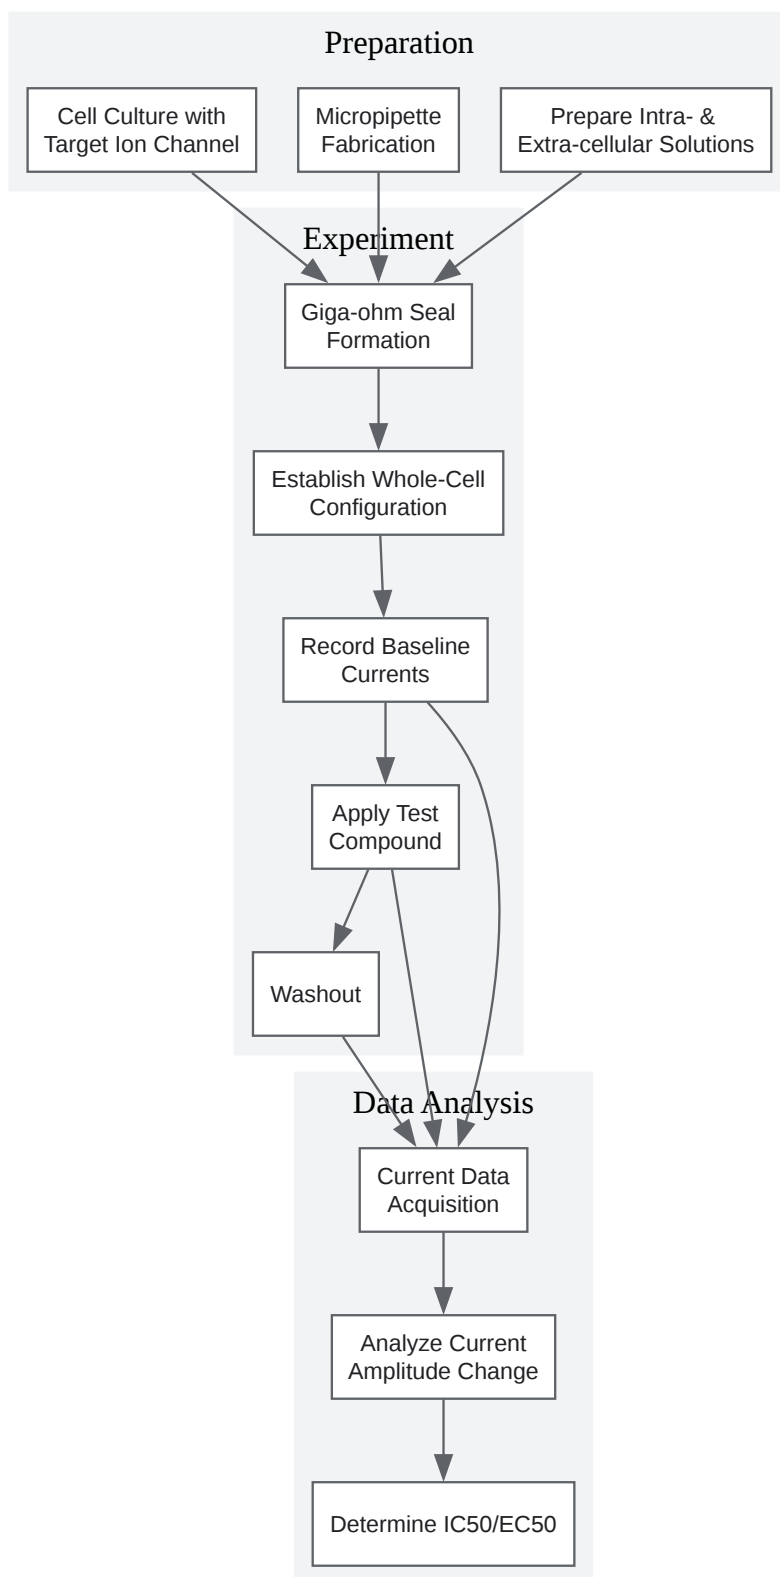 Preparation
Cell Culture with
Target Ion Channel
Micropipette
Fabrication
Prepare Intra- &
Extra-cellular Solutions
Experiment
Giga-ohm Seal
Formation
Establish Whole-Cell
Configuration
Record Baseline
Currents
Apply Test
Compound
Washout
Data Analysis
Current Data
Acquisition
Analyze Current
Amplitude Change
Determine IC50/EC50